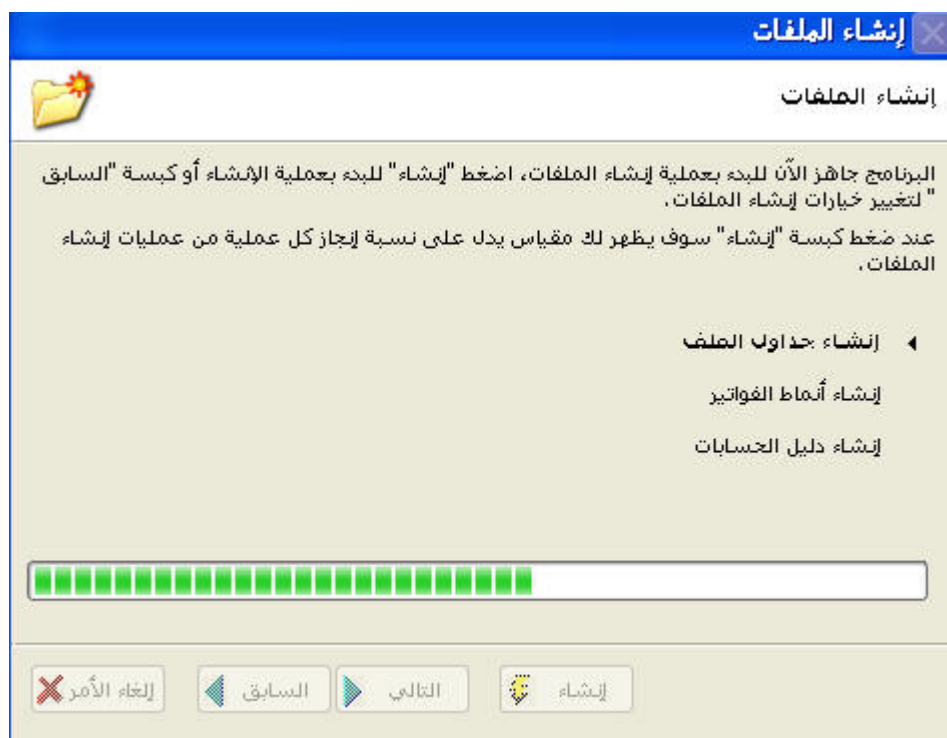 إنشاء الملفات
إنشاء الملفات
البرنامج جاهز الآن للبدء بعملية إنشاء الملفات، اضغط "إنشاء" للبدء بعملية الإنشاء أو كبسة "السابق
" لتغيير خيارات إنشاء الملفات.
عند ضغط كبسة "إنشاء" سوف يظهر لك مقياس يدل على نسبة إنجاز كل عملية من عمليات إنشاء
الملفات.
إنشاء جداول الملف
إنشاء أنماط الفواتير
إنشاء دليل الحسابات
إنشاء
التالي
السابق
إلغاء الأمر